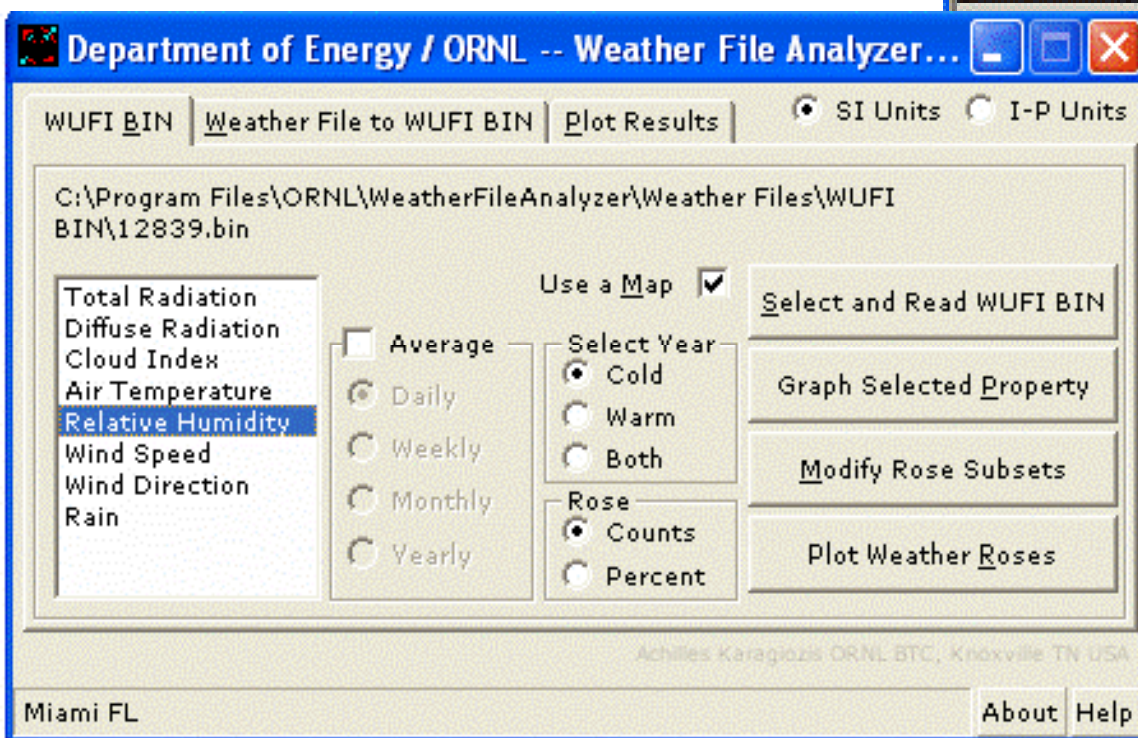 Department of Energy / ORNL -- Weather File Analyzer...
WUFI BIN
Weather File to WUFI BIN
Plot Results
SI Units
I-P Units
C:\Program Files\ORNL\WeatherFileAnalyzer\Weather Files\WUFI
BIN\12839.bin
Total Radiation
Diffuse Radiation
Cloud Index
Air Temperature
Relative Humidity
Wind Speed
Wind Direction
Rain
Average
Daily
Weekly
Monthly
Yearly
Use a Map
Select Year
Cold
Warm
Both
Rose
Counts
Percent
Select and Read WUFI BIN
Graph Selected Property
Modify Rose Subsets
Plot Weather Roses
Achilles Karagiozis ORNL BTC, Knoxville TN USA
Miami FL
About
Help